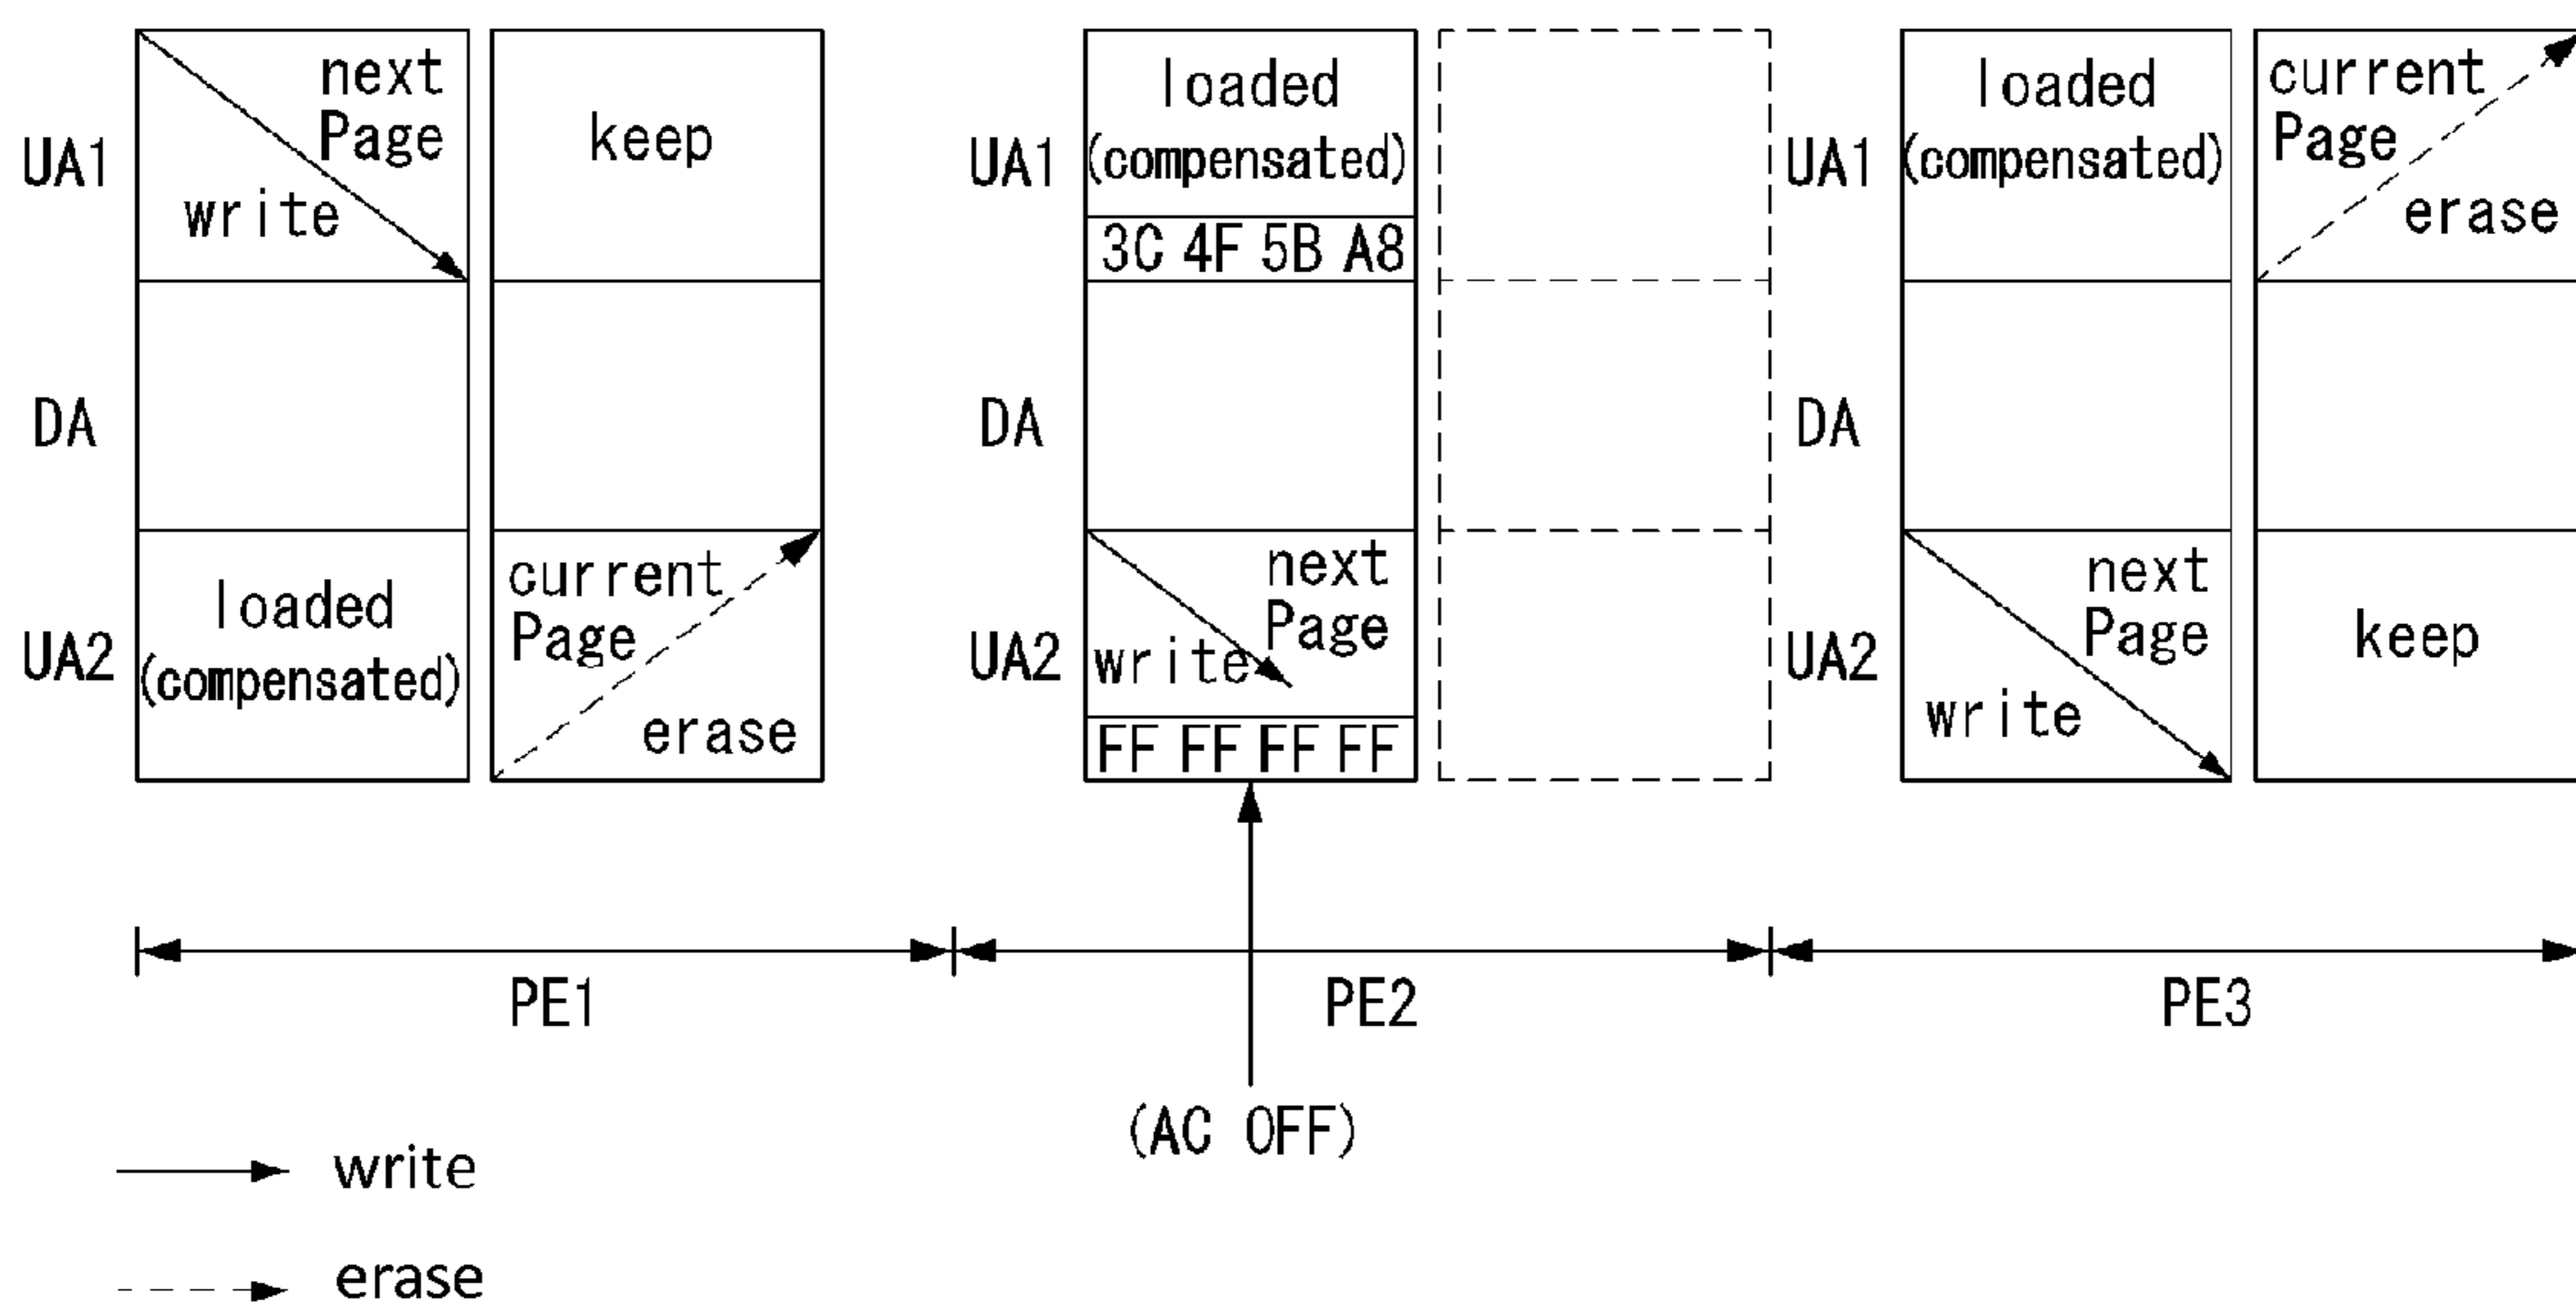 UA1
next
Page
write
keep
DA
UA2
loaded
(compensated)
current
Page
erase
UA1
loaded
(compensated)
3C 4F 5B A8
DA
UA2
next
Page
write
FF FF FF FF
UA1
loaded
(compensated)
current
Page
erase
DA
UA2
next
Page
write
keep
PE1
PE2
PE3
(AC OFF)
write
erase